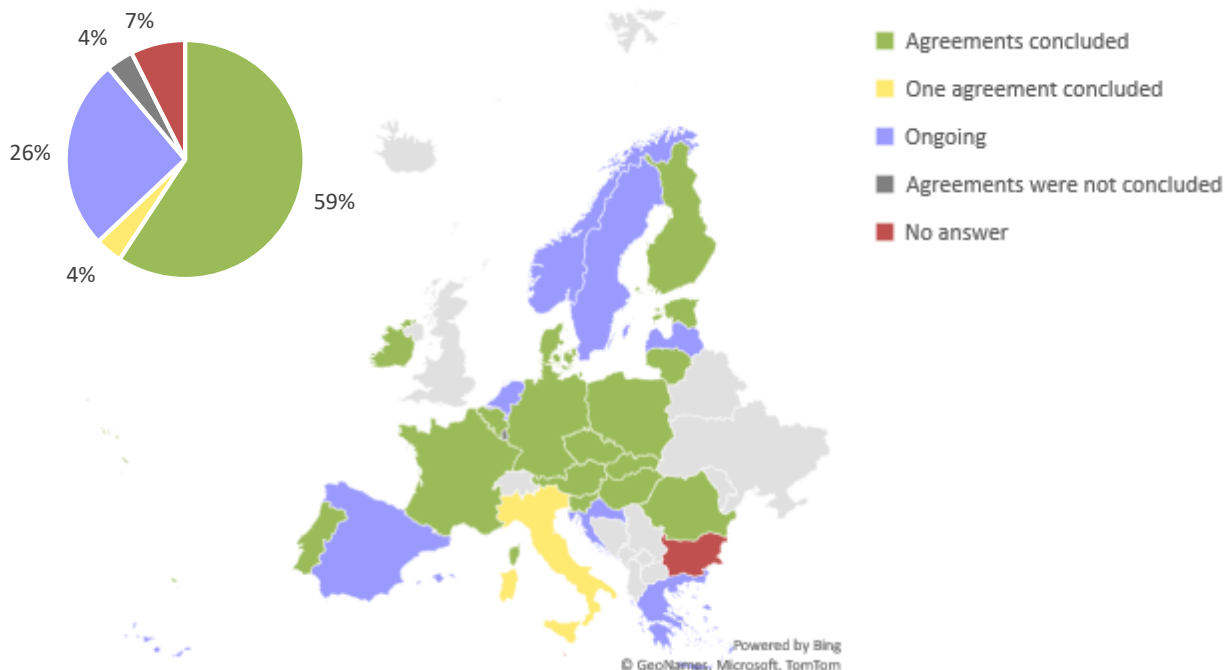 7%
4%
26%
59%
4%
Agreements concluded
One agreement concluded
Ongoing
Agreements were not concluded
No answer
Powered by Bing
© GeoNames, Microsoft, TomTom